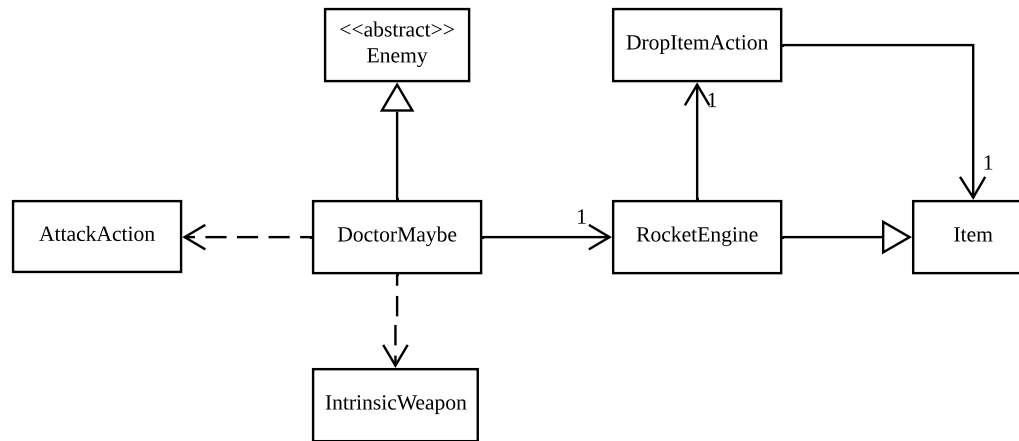 <<abstract>>
Enemy
DropItemAction
1
1
AttackAction
DoctorMaybe
1
RocketEngine
Item
IntrinsicWeapon